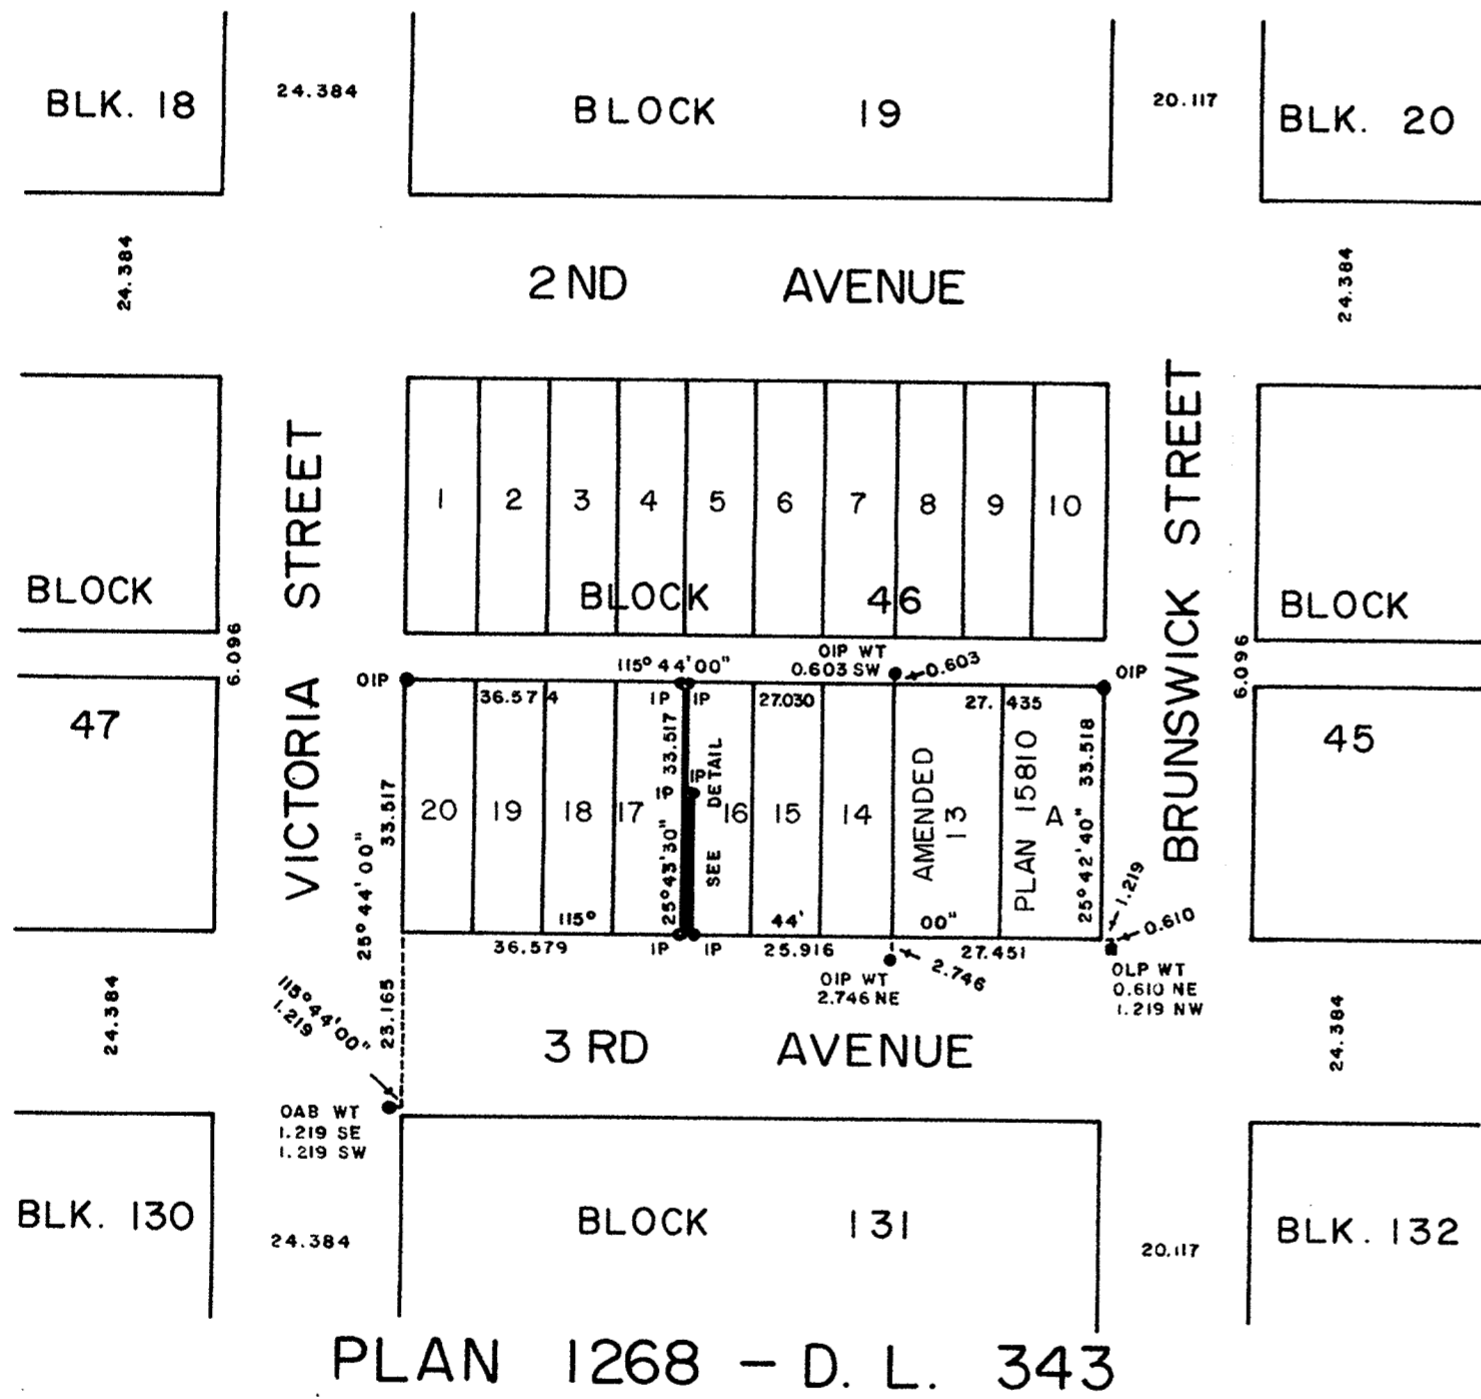 BLK. 18
24.384
BLOCK 19
20.117
BLK. 20
24.384
2 ND AVENUE
24.384
VICTORIA STREET
BRUNSWICK STREET
1 2 3 4 5 6 7 8 9 10
BLOCK 46
BLOCK
47
6.096
BLOCK
45
6.096
OIP WT
0.603 SW
0.603
115° 44' 00"
OIP
OIP
36.574
IP
IP
27.030
27.435
33.517
25° 44' 00"
33.517
25° 43' 30"
IP
IP
SEE DETAIL
20 19 18 17 16 15 14
AMENDED
13
PLAN 15810
A
33.518
25° 42' 40"
1.219
0.610
115° 44' 00"
36.579
IP
IP
25.916
27.451
OIP WT
2.746 NE
2.746
OLP WT
0.610 NE
1.219 NW
24.384
115° 44' 00"
1.219
23.165
3 RD AVENUE
24.384
OAB WT
1.219 SE
1.219 SW
BLK. 130
24.384
BLOCK 131
20.117
BLK. 132
PLAN 1268 - D. L. 343